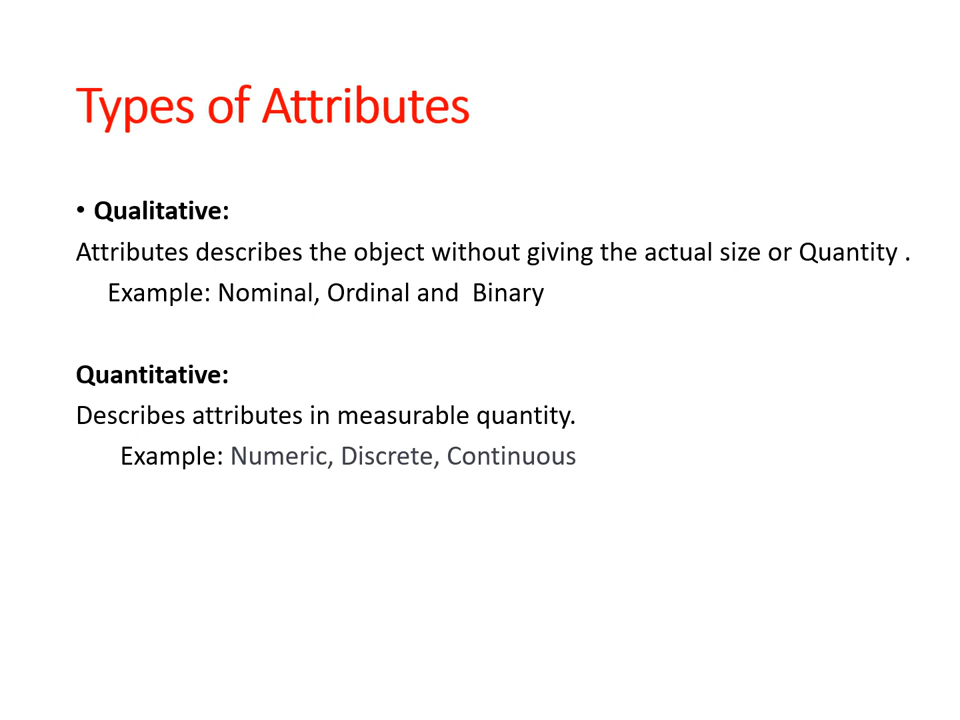 Types of Attributes
• Qualitative:
Attributes describes the object without giving the actual size or Quantity .
Example: Nominal, Ordinal and  Binary
Quantitative:
Describes attributes in measurable quantity.
Example: Numeric, Discrete, Continuous